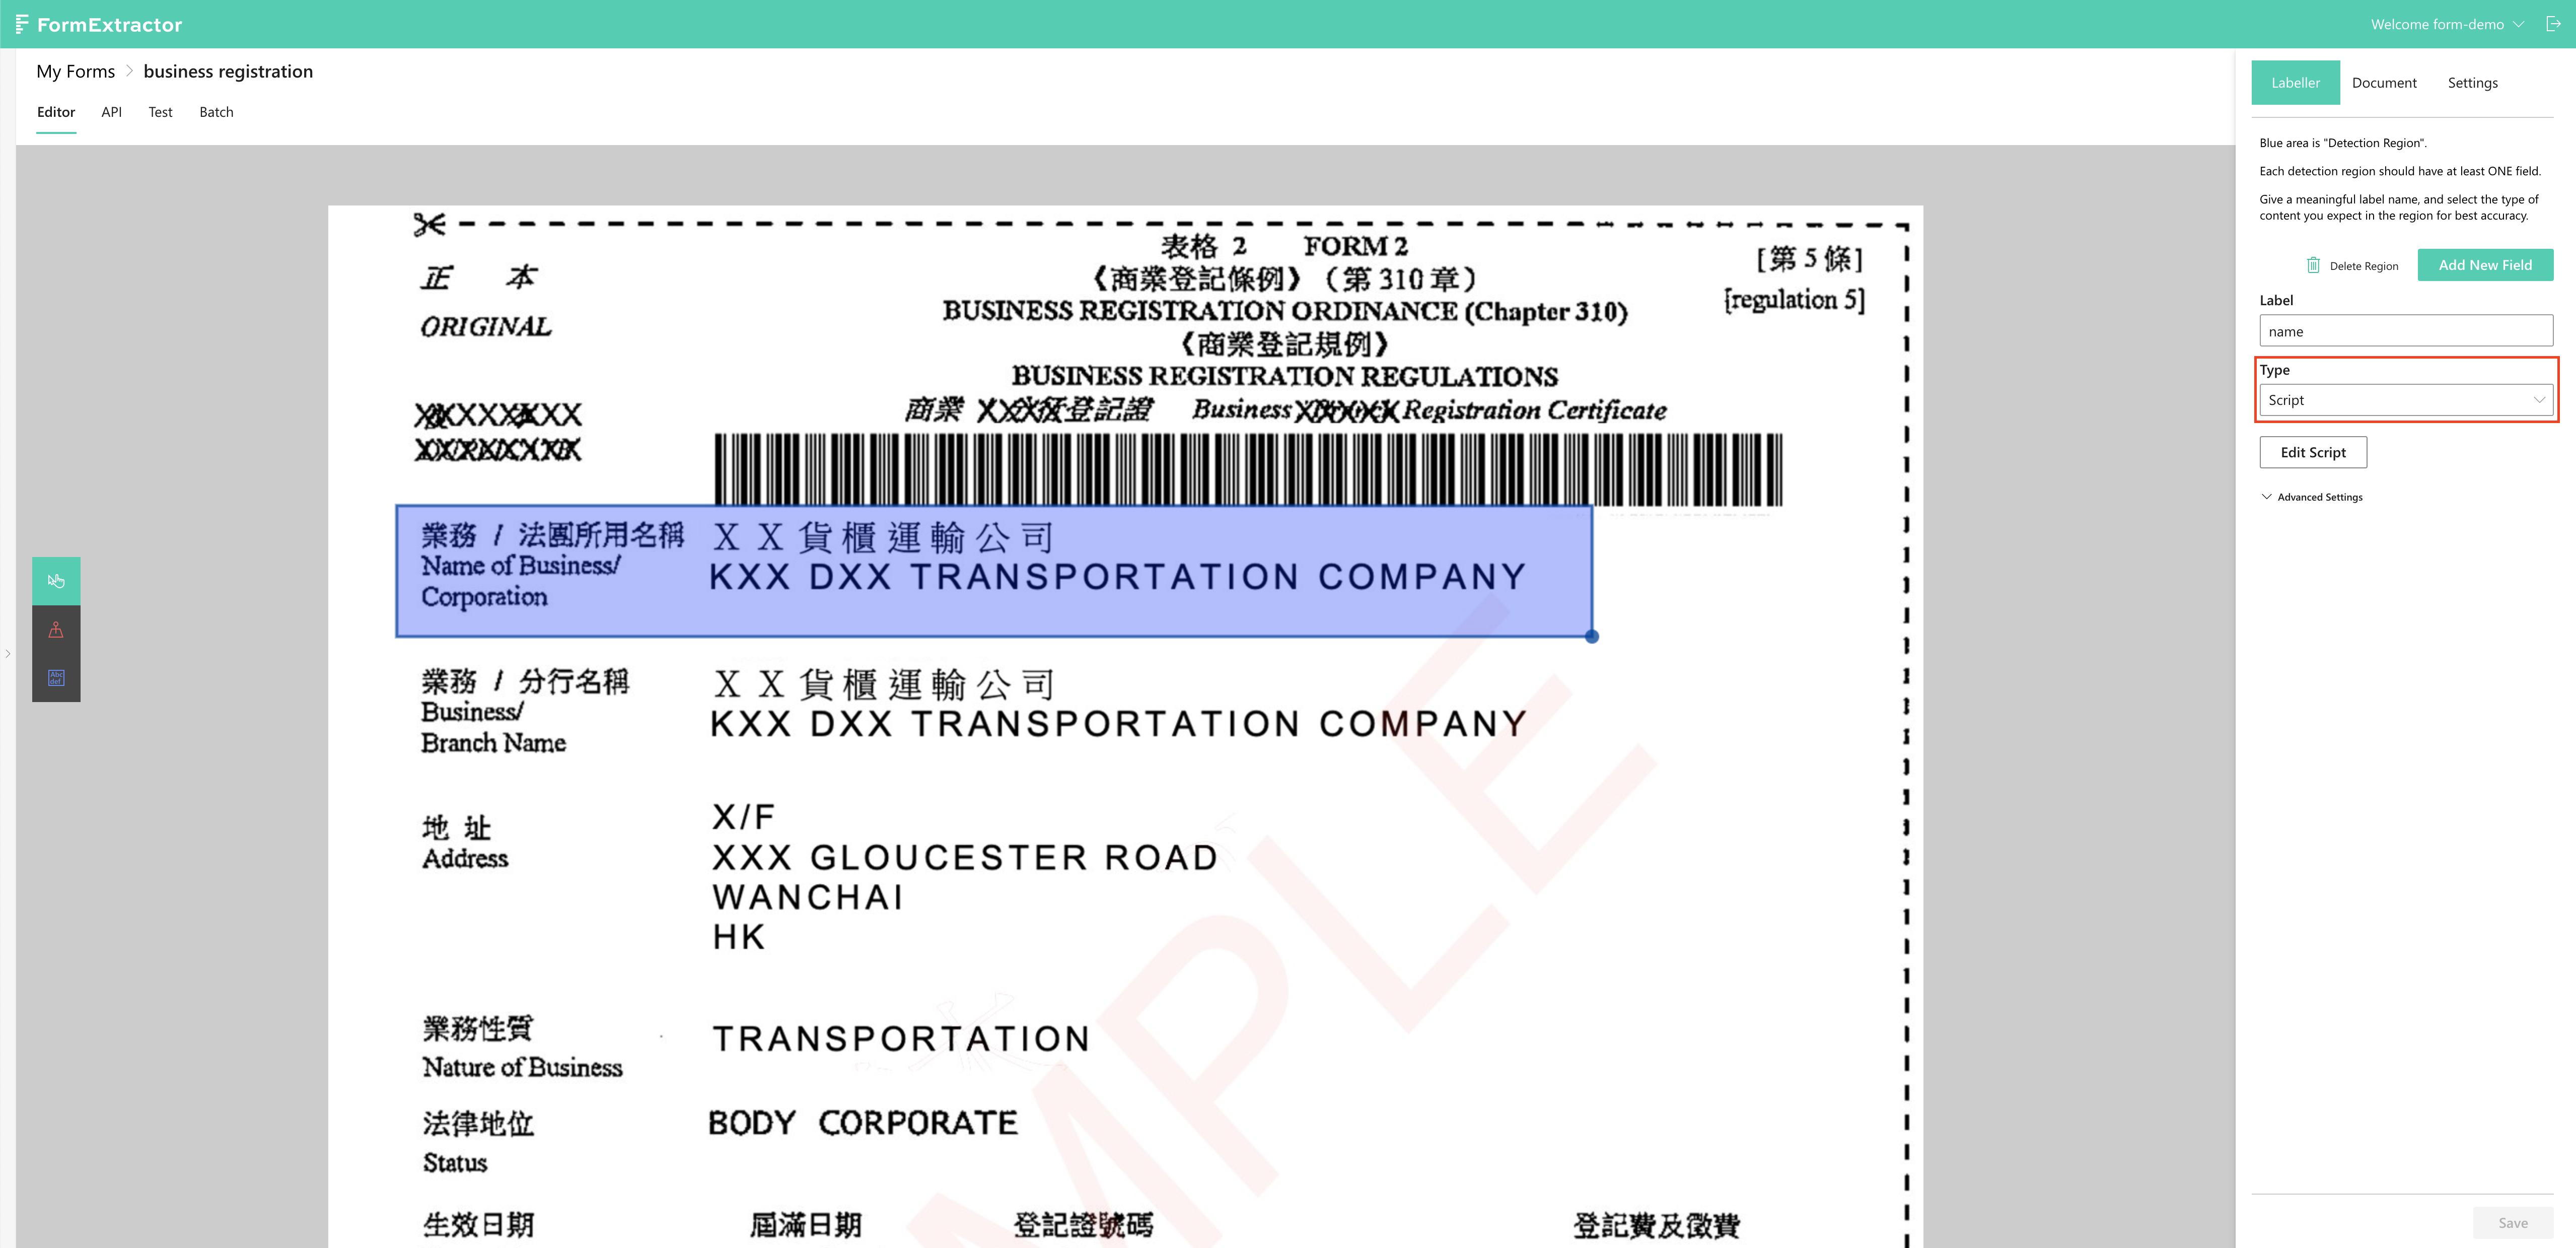 FormExtractor
Welcome form-demo
My Forms > business registration
Editor API Test Batch
表格 2 FORM 2
《商業登記條例》（第 310 章）
BUSINESS REGISTRATION ORDINANCE (Chapter 310)
《商業登記規例》
BUSINESS REGISTRATION REGULATIONS
[第 5 條]
[regulation 5]
正 本
ORIGINAL
商業 登記證 Business Registration Certificate
業務 / 法團所用名稱 X X 貨櫃運輸公司
Name of Business/
Corporation
KXX DXX TRANSPORTATION COMPANY
業務 / 分行名稱 X X 貨櫃運輸公司
Business/
Branch Name
KXX DXX TRANSPORTATION COMPANY
地 址
Address
X/F
XXX GLOUCESTER ROAD
WANCHAI
HK
業務性質
Nature of Business
TRANSPORTATION
法律地位
Status
BODY CORPORATE
生效日期 屆滿日期 登記證號碼 登記費及徵費
MPLE
Abc
def
Labeller Document Settings
Blue area is "Detection Region".
Each detection region should have at least ONE field.
Give a meaningful label name, and select the type of
content you expect in the region for best accuracy.
Delete Region Add New Field
Label
name
Type
Script
Edit Script
Advanced Settings
Save